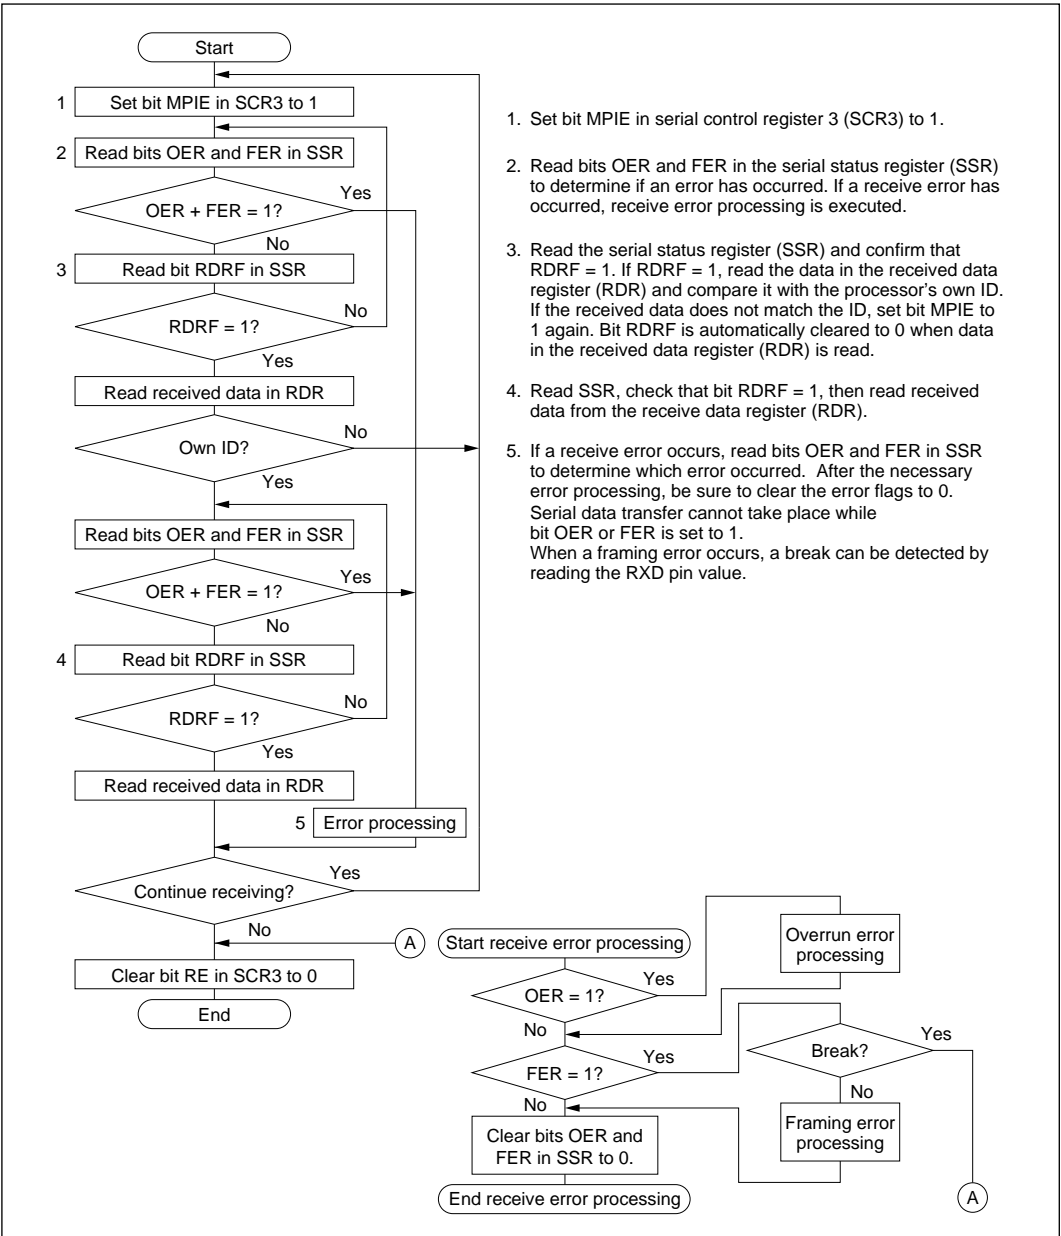 Start
1 Set bit MPIE in SCR3 to 1
2 Read bits OER and FER in SSR
Yes
OER + FER = 1?
No
3 Read bit RDRF in SSR
No
RDRF = 1?
Yes
Read received data in RDR
No
Own ID?
Yes
Read bits OER and FER in SSR
Yes
OER + FER = 1?
No
4 Read bit RDRF in SSR
No
RDRF = 1?
Yes
Read received data in RDR
5 Error processing
Yes
Continue receiving?
No
A
Clear bit RE in SCR3 to 0
End
1. Set bit MPIE in serial control register 3 (SCR3) to 1.
2. Read bits OER and FER in the serial status register (SSR)
to determine if an error has occurred. If a receive error has
occurred, receive error processing is executed.
3. Read the serial status register (SSR) and confirm that
RDRF = 1. If RDRF = 1, read the data in the received data
register (RDR) and compare it with the processor's own ID.
If the received data does not match the ID, set bit MPIE to
1 again. Bit RDRF is automatically cleared to 0 when data
in the received data register (RDR) is read.
4. Read SSR, check that bit RDRF = 1, then read received
data from the receive data register (RDR).
5. If a receive error occurs, read bits OER and FER in SSR
to determine which error occurred. After the necessary
error processing, be sure to clear the error flags to 0.
Serial data transfer cannot take place while
bit OER or FER is set to 1.
When a framing error occurs, a break can be detected by
reading the RXD pin value.
Start receive error processing
Overrun error
processing
Yes
OER = 1?
No
Yes
Break?
Yes
FER = 1?
No
No
Framing error
processing
Clear bits OER and
FER in SSR to 0.
End receive error processing
A